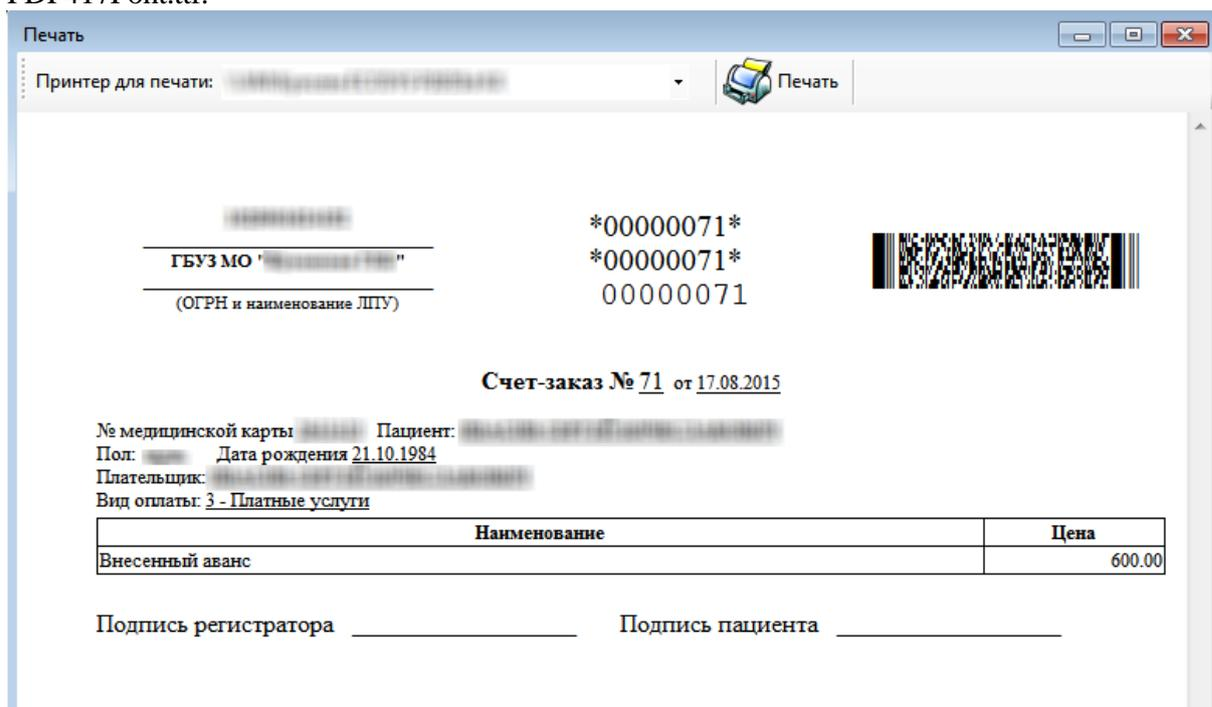 Печать
Принтер для печати:
Печать
ГБУЗ МО " "
(ОГРН и наименование ЛПУ)
*00000071*
*00000071*
00000071
Счет-заказ № 71 от 17.08.2015
№ медицинской карты Пациент:
Пол: Дата рождения 21.10.1984
Плательщик:
Вид оплаты: 3 - Платные услуги
Наименование Цена
Внесенный аванс 600.00
Подпись регистратора Подпись пациента